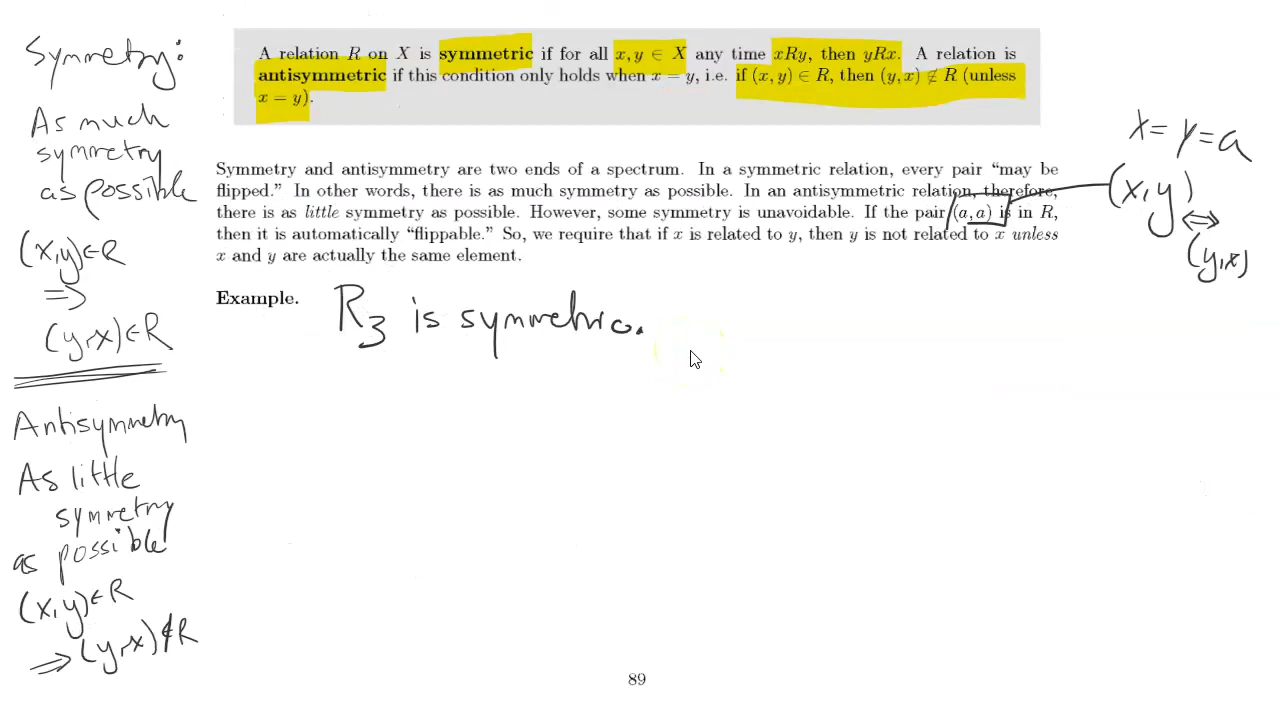 Symmetry:
As much
symmetry
as possible
(x,y)∈R
⇒
(y,x)∈R
Antisymmetry
As little
symmetry
as possible
(x,y)∈R
⇒ (y,x)∉R
A relation R on X is symmetric if for all x, y ∈ X any time xRy, then yRx. A relation is
antisymmetric if this condition only holds when x = y, i.e. if (x, y) ∈ R, then (y, x) ∉ R (unless
x = y).
Symmetry and antisymmetry are two ends of a spectrum. In a symmetric relation, every pair “may be
flipped.” In other words, there is as much symmetry as possible. In an antisymmetric relation, therefore,
there is as little symmetry as possible. However, some symmetry is unavoidable. If the pair (a, a) is in R,
then it is automatically “flippable.” So, we require that if x is related to y, then y is not related to x unless
x and y are actually the same element.
Example. R₃ is symmetric.
x = y = a
(x,y)
⇔
(y,x)
89